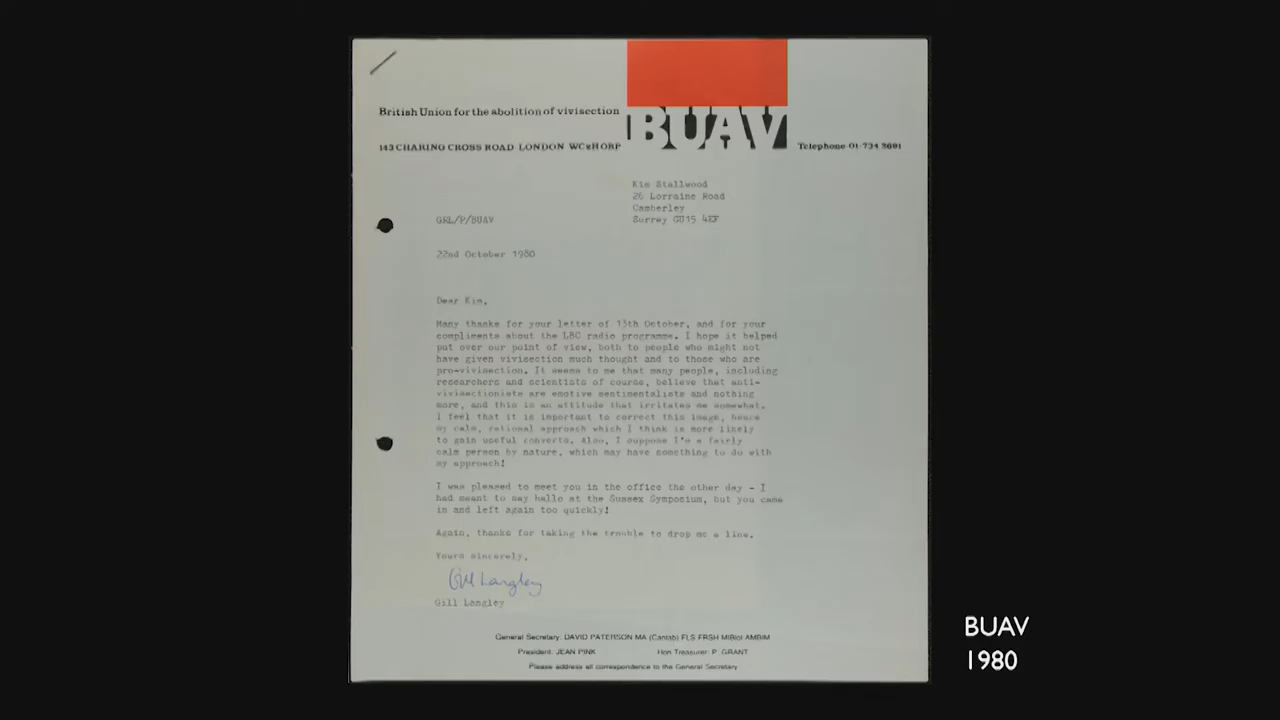 British Union for the abolition of vivisection
BUAV
143 CHARING CROSS ROAD LONDON WC2H ORP
Telephone 01-734 2691
Kim Stallwood
26 Lorraine Road
Camberley
Surrey GU15 4EF
GRL/P/BUAV
22nd October 1980
Dear Kim,
Many thanks for your letter of 13th October, and for your
compliments about the LBC radio programme. I hope it helped
put over our point of view, both to people who might not
have given vivisection much thought and to those who are
pro-vivisection. It seems to me that many people, including
researchers and scientists of course, believe that anti-
vivisectionists are emotive sentimentalists and nothing
more, and this is an attitude that irritates me somewhat.
I feel that it is important to correct this image, hence
my calm, rational approach which I think is more likely
to gain useful converts. Also, I suppose I'm a fairly
calm person by nature, which may have something to do with
my approach!
I was pleased to meet you in the office the other day - I
had meant to say hallo at the Sussex Symposium, but you came
in and left again too quickly!
Again, thanks for taking the trouble to drop me a line.
Yours sincerely,
Gill Langley
Gill Langley
General Secretary: DAVID PATERSON MA (Cantab) FLS FRSH MIBiol AMBIM
President: JEAN PINK Hon Treasurer: P. GRANT
Please address all correspondence to the General Secretary
BUAV
1980